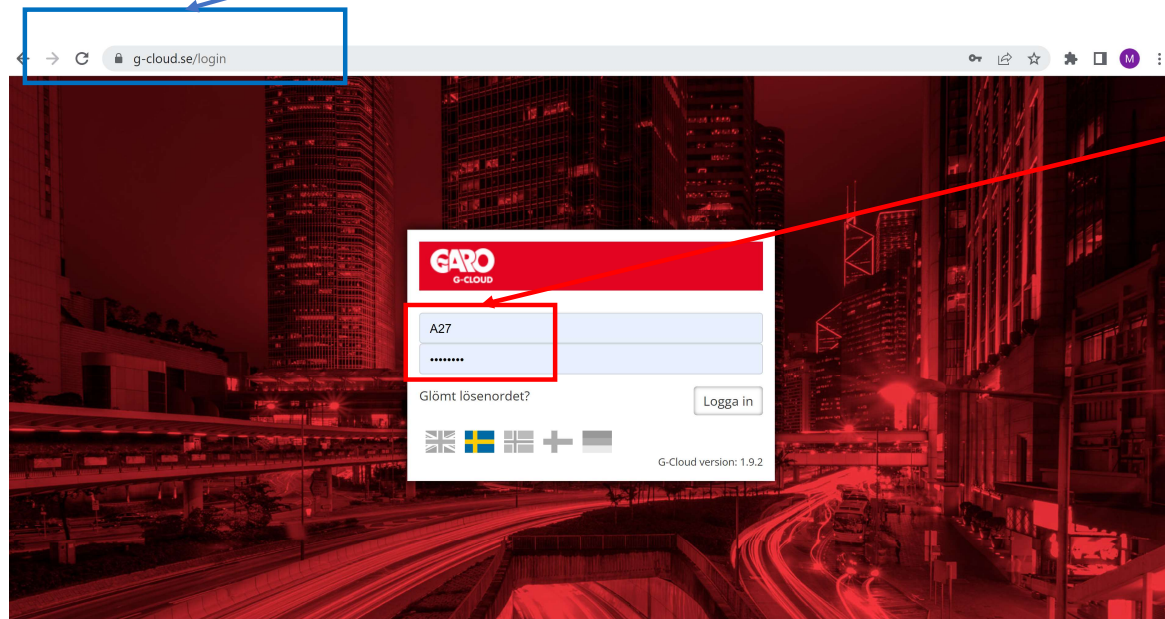 g-cloud.se/login
M
GARO
G-CLOUD
A27
••••••••
Glömt lösenordet?
Logga in
G-Cloud version: 1.9.2